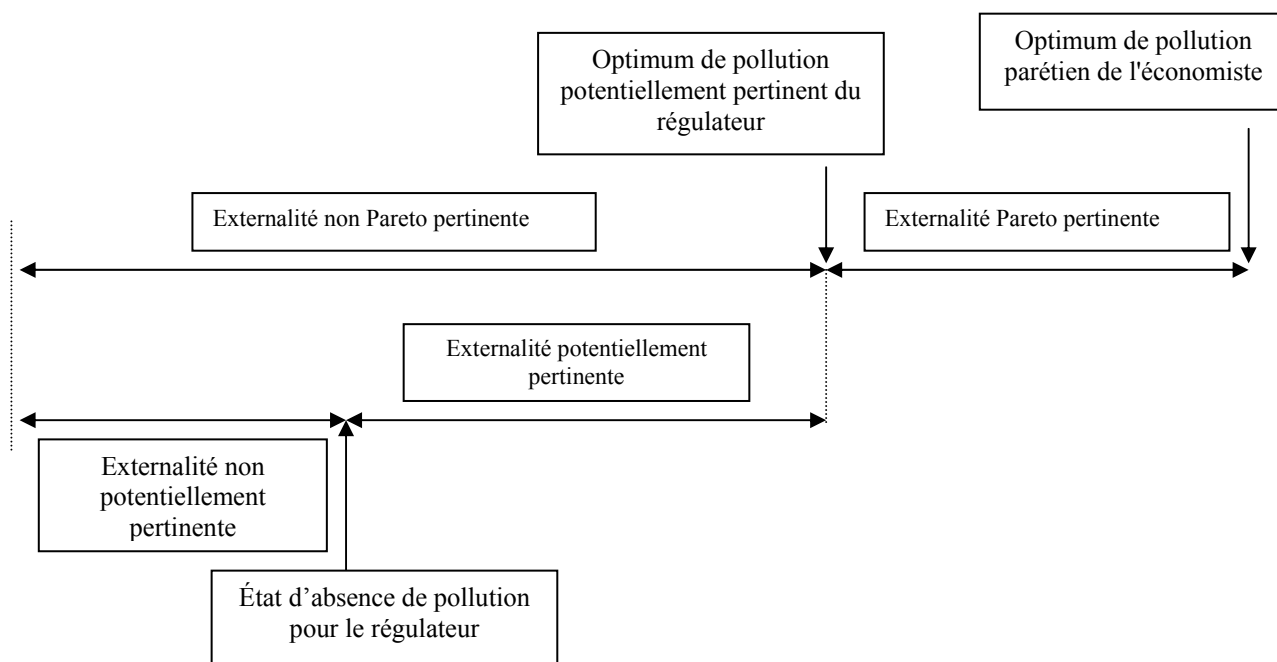 Optimum de pollution
potentiellement pertinent du
régulateur
Optimum de pollution
parétien de l'économiste
Externalité non Pareto pertinente
Externalité Pareto pertinente
Externalité potentiellement
pertinente
Externalité non
potentiellement
pertinente
État d’absence de pollution
pour le régulateur